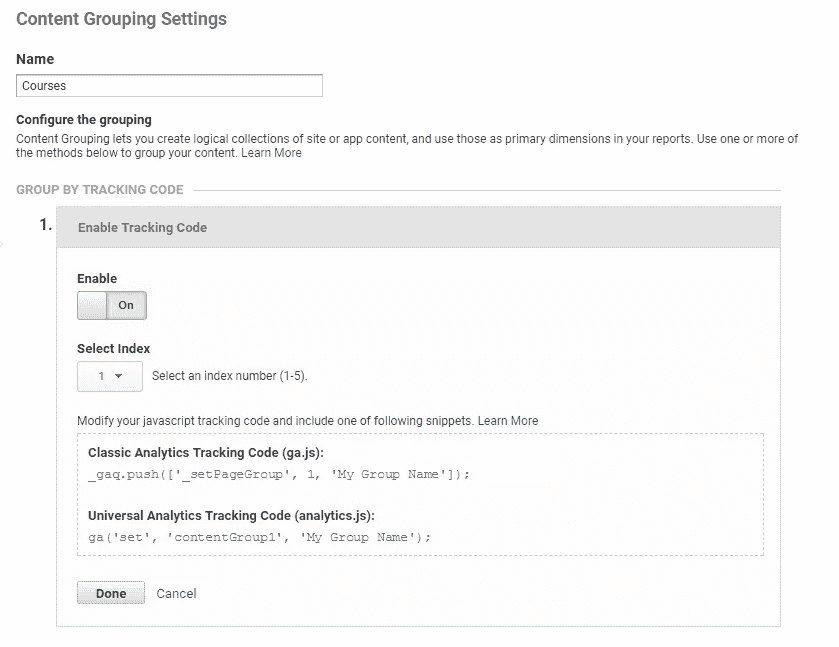 Content Grouping Settings
Name
Courses
Configure the grouping
Content Grouping lets you create logical collections of site or app content, and use those as primary dimensions in your reports. Use one or more of
the methods below to group your content. Learn More
GROUP BY TRACKING CODE
1. Enable Tracking Code
Enable
On
Select Index
1 Select an index number (1-5).
Modify your javascript tracking code and include one of following snippets. Learn More
Classic Analytics Tracking Code (ga.js):
_gaq.push(['_setPageGroup', 1, 'My Group Name']);
Universal Analytics Tracking Code (analytics.js):
ga('set', 'contentGroup1', 'My Group Name');
Done Cancel